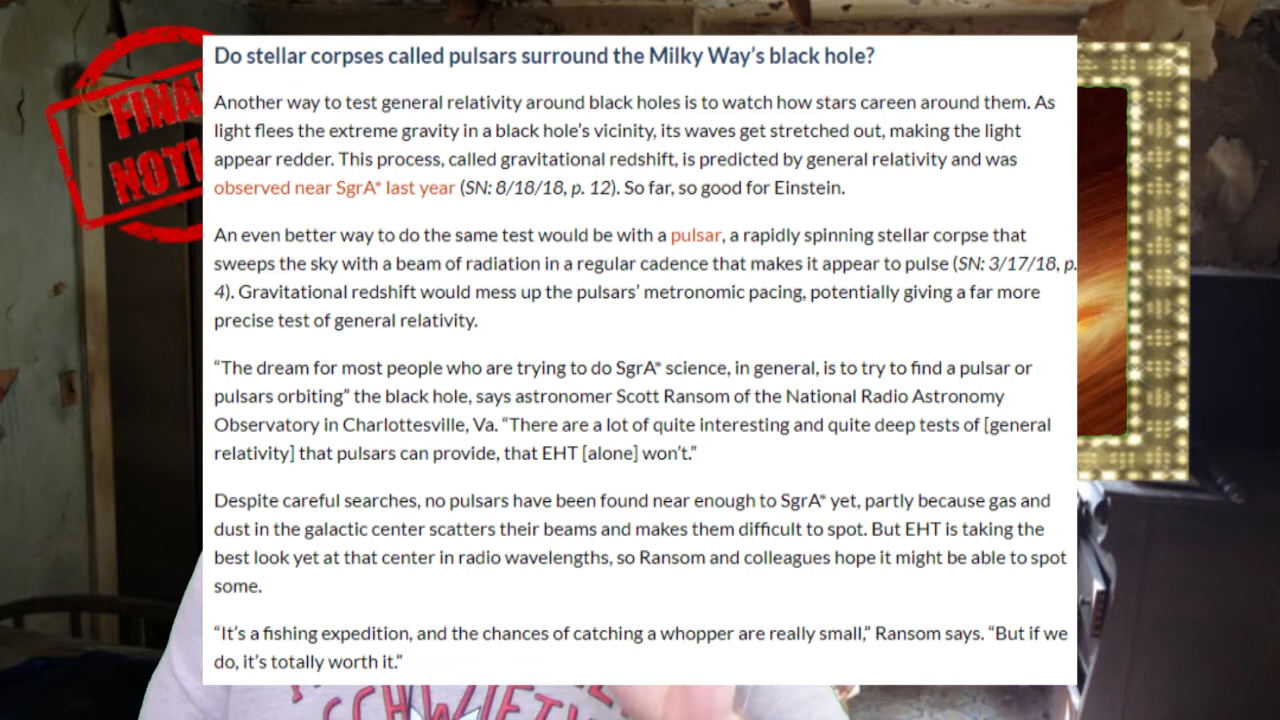 Do stellar corpses called pulsars surround the Milky Way’s black hole?
Another way to test general relativity around black holes is to watch how stars careen around them. As
light flees the extreme gravity in a black hole’s vicinity, its waves get stretched out, making the light
appear redder. This process, called gravitational redshift, is predicted by general relativity and was
observed near SgrA* last year (SN: 8/18/18, p. 12). So far, so good for Einstein.
An even better way to do the same test would be with a pulsar, a rapidly spinning stellar corpse that
sweeps the sky with a beam of radiation in a regular cadence that makes it appear to pulse (SN: 3/17/18, p.
4). Gravitational redshift would mess up the pulsars’ metronomic pacing, potentially giving a far more
precise test of general relativity.
“The dream for most people who are trying to do SgrA* science, in general, is to try to find a pulsar or
pulsars orbiting” the black hole, says astronomer Scott Ransom of the National Radio Astronomy
Observatory in Charlottesville, Va. “There are a lot of quite interesting and quite deep tests of [general
relativity] that pulsars can provide, that EHT [alone] won’t.”
Despite careful searches, no pulsars have been found near enough to SgrA* yet, partly because gas and
dust in the galactic center scatters their beams and makes them difficult to spot. But EHT is taking the
best look yet at that center in radio wavelengths, so Ransom and colleagues hope it might be able to spot
some.
“It’s a fishing expedition, and the chances of catching a whopper are really small,” Ransom says. “But if we
do, it’s totally worth it.”
FINA
NOTI